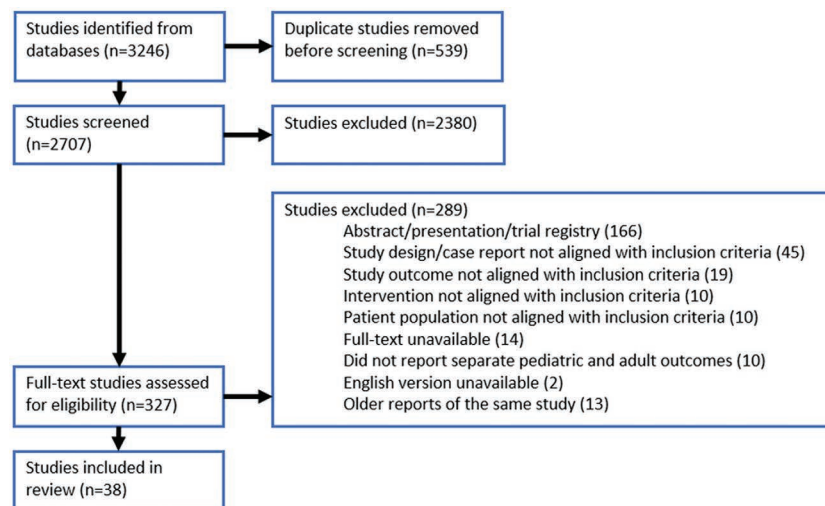 Studies identified from
databases (n=3246)
Duplicate studies removed
before screening (n=539)
Studies screened
(n=2707)
Studies excluded (n=2380)
Studies excluded (n=289)
Abstract/presentation/trial registry (166)
Study design/case report not aligned with inclusion criteria (45)
Study outcome not aligned with inclusion criteria (19)
Intervention not aligned with inclusion criteria (10)
Patient population not aligned with inclusion criteria (10)
Full-text unavailable (14)
Did not report separate pediatric and adult outcomes (10)
English version unavailable (2)
Older reports of the same study (13)
Full-text studies assessed
for eligibility (n=327)
Studies included in
review (n=38)